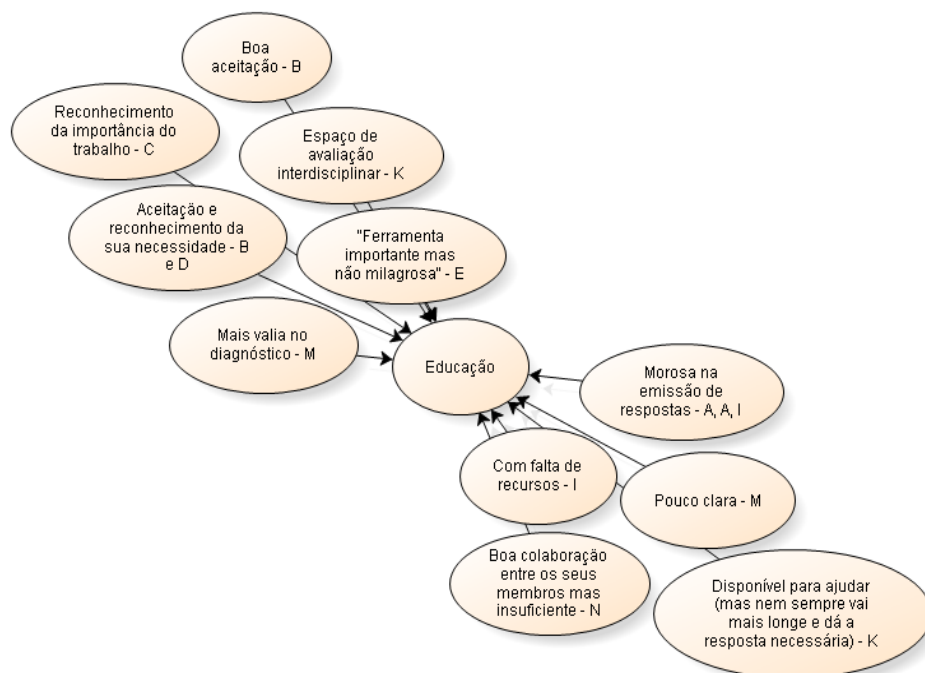 Boa
aceitação - B
Reconhecimento
da importância do
trabalho - C
Espaço de
avaliação
interdisciplinar - K
Aceitação e
reconhecimento da
sua necessidade - B
e D
"Ferramenta
importante mas
não milagrosa" - E
Mais valia no
diagnóstico - M
Educação
Morosa na
emissão de
respostas - A, A, I
Com falta de
recursos - I
Pouco clara - M
Boa colaboração
entre os seus
membros mas
insuficiente - N
Disponível para ajudar
(mas nem sempre vai
mais longe e dá a
resposta necessária) - K